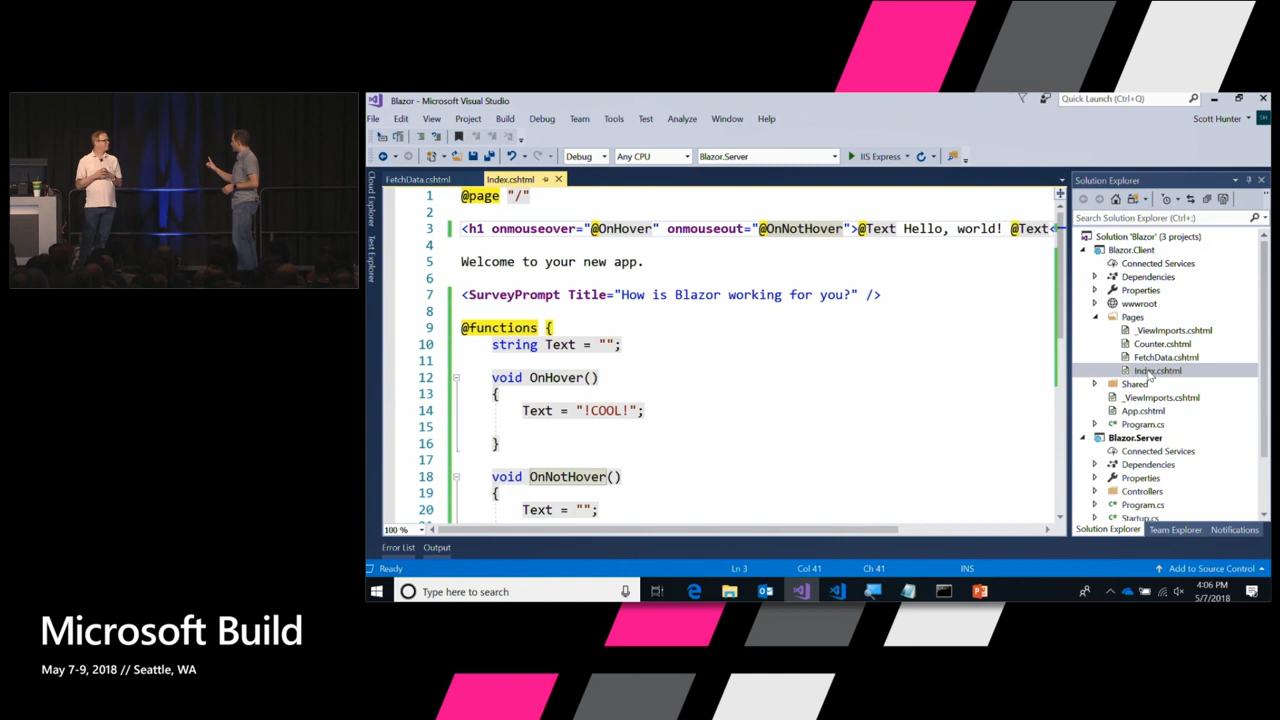 Blazor - Microsoft Visual Studio
Quick Launch (Ctrl+Q)
File Edit View Project Build Debug Team Tools Test Analyze Window Help
Scott Hunter SH
Debug Any CPU Blazor.Server IIS Express
Cloud Explorer
Test Explorer
FetchData.cshtml Index.cshtml
1 @page "/"
2
3 <h1 onmouseover="@OnHover" onmouseout="@OnNotHover">@Text Hello, world! @Text<
4
5 Welcome to your new app.
6
7 <SurveyPrompt Title="How is Blazor working for you?" />
8
9 @functions {
10 string Text = "";
11
12 void OnHover()
13 {
14 Text = "!COOL!";
15
16 }
17
18 void OnNotHover()
19 {
20 Text = "";
100 %
Solution Explorer
Search Solution Explorer (Ctrl+;)
Solution 'Blazor' (3 projects)
Blazor.Client
Connected Services
Dependencies
Properties
wwwroot
Pages
_ViewImports.cshtml
Counter.cshtml
FetchData.cshtml
Index.cshtml
Shared
_ViewImports.cshtml
App.cshtml
Program.cs
Blazor.Server
Connected Services
Dependencies
Properties
Controllers
Program.cs
Startup.cs
Solution Explorer Team Explorer Notifications
Error List Output
Ready Ln 3 Col 41 Ch 41 INS Add to Source Control
Type here to search
4:06 PM
5/7/2018
Microsoft Build
May 7-9, 2018 // Seattle, WA